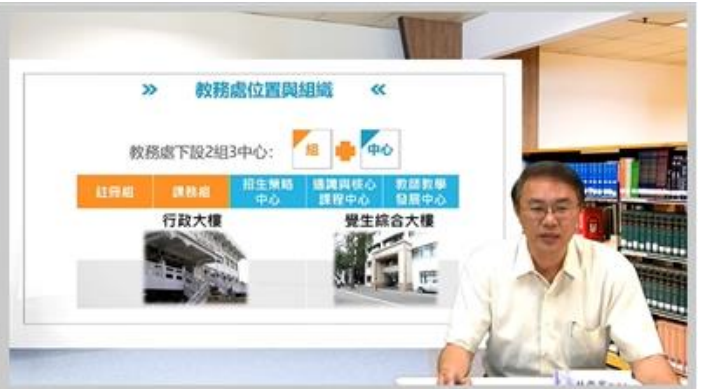 » 教務處位置與組織 «
教務處下設2組3中心: 組 中心
註冊組 課務組 招生策略中心 通識與核心課程中心 教師教學發展中心
行政大樓 覺生綜合大樓